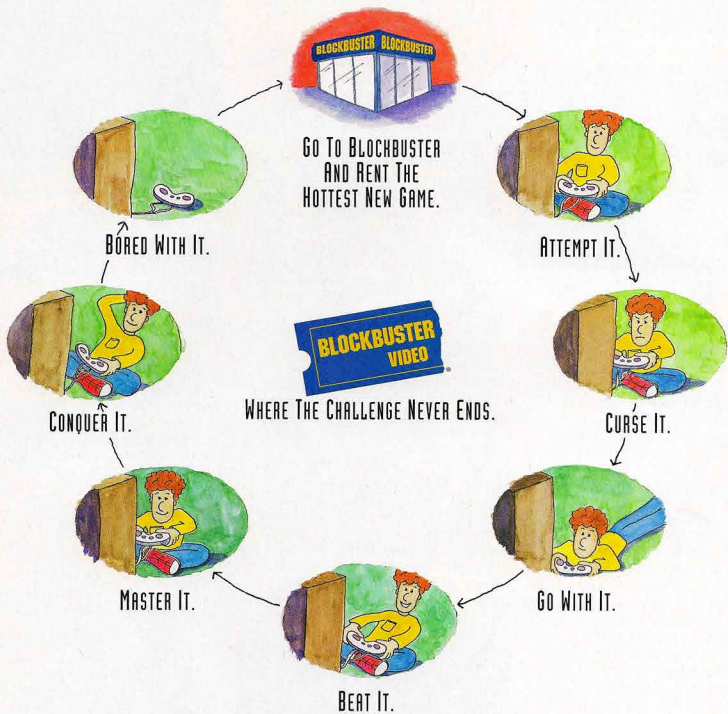 BLOCKBUSTER BLOCKBUSTER
GO TO BLOCKBUSTER
AND RENT THE
HOTTEST NEW GAME.
ATTEMPT IT.
CURSE IT.
GO WITH IT.
BEAT IT.
MASTER IT.
CONQUER IT.
BORED WITH IT.
BLOCKBUSTER
VIDEO
®
WHERE THE CHALLENGE NEVER ENDS.